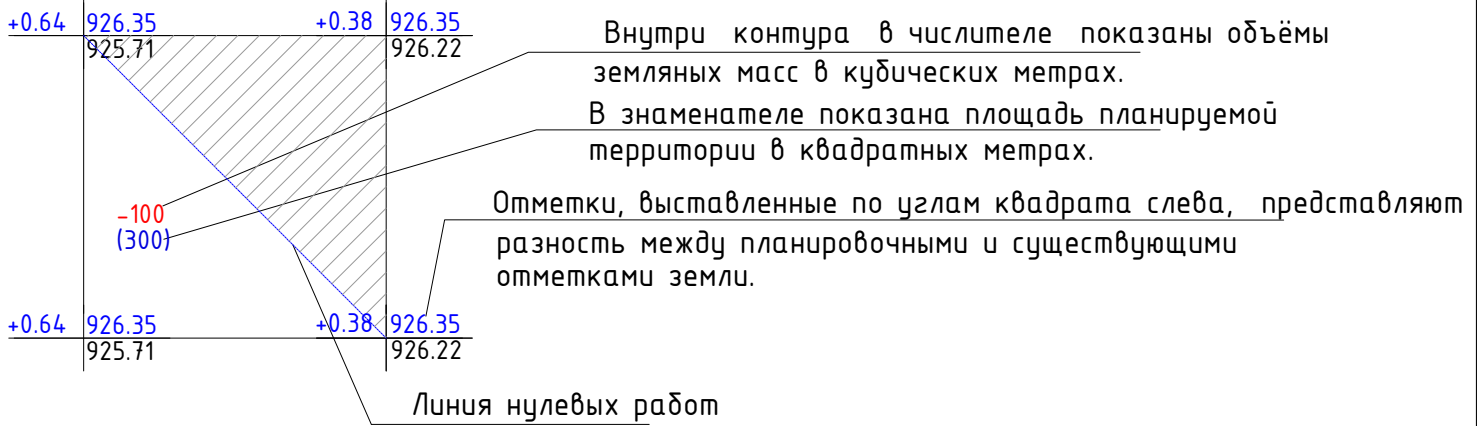 +0.64 926.35 +0.38 926.35
925.71 926.22
Внутри контура в числителе показаны объёмы
земляных масс в кубических метрах.
В знаменателе показана площадь планируемой
территории в квадратных метрах.
-100
(300)
Отметки, выставленные по углам квадрата слева, представляют
разность между планировочными и существующими
отметками земли.
+0.64 926.35 +0.38 926.35
925.71 926.22
Линия нулевых работ